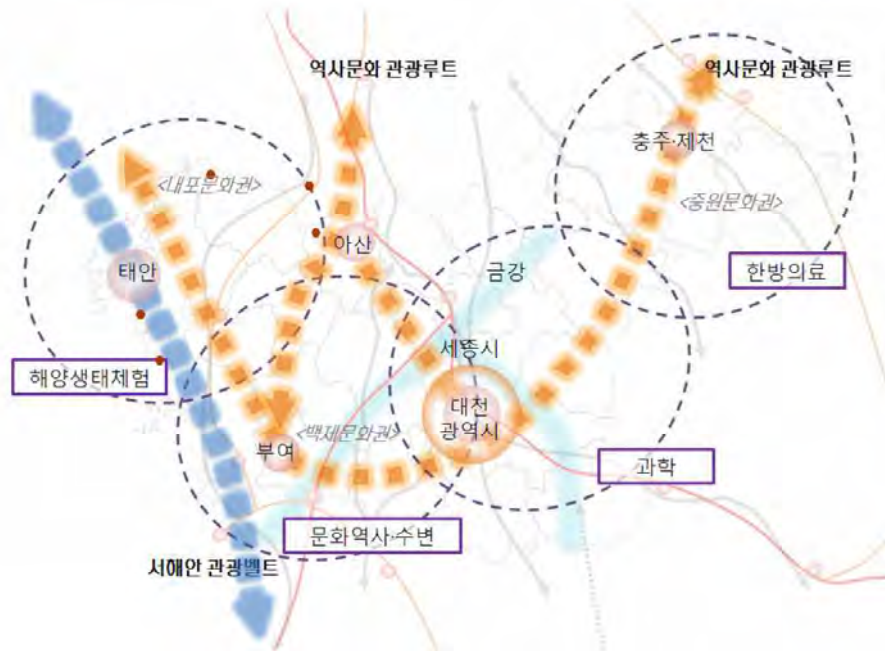 역사문화 관광루트
역사문화 관광루트
충주·제천
<내포문화권>
<중원문화권>
아산
태안
금강
한방의료
세종시
해양생태체험
대전
광역시
부여
<백제문화권>
과학
문화역사·수변
서해안 관광벨트